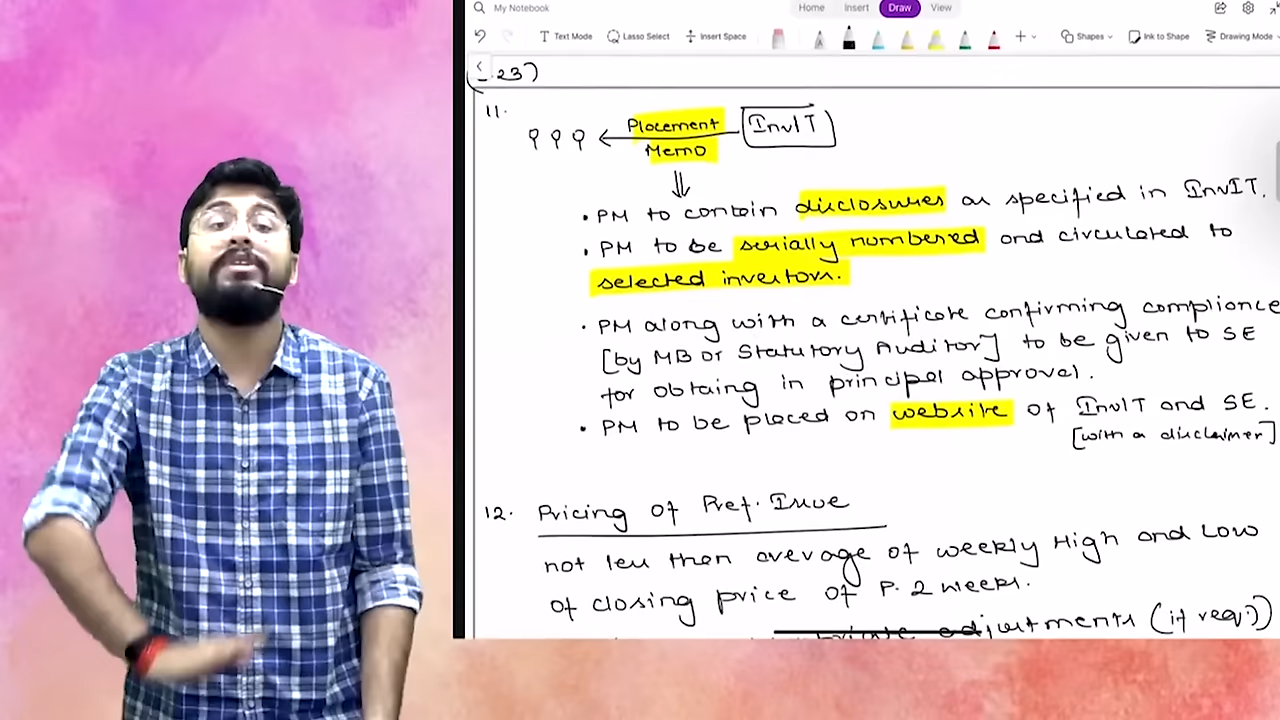 My Notebook
Home Insert Draw View
Text Mode Lasso Select Insert Space Shapes Ink to Shape Drawing Mode
23)
11.
Placement Memo InvIT
• PM to contain disclosures as specified in InvIT.
• PM to be serially numbered and circulated to
selected investors.
• PM along with a certificate confirming compliance
[by MB or Statutory Auditor] to be given to SE
for obtaing in principal approval.
• PM to be placed on website of InvIT and SE.
[with a disclaimer]
12. Pricing of Pref. Issue
not less than average of weekly High and Low
of closing price of P. 2 weeks.
adjustments (if req.)